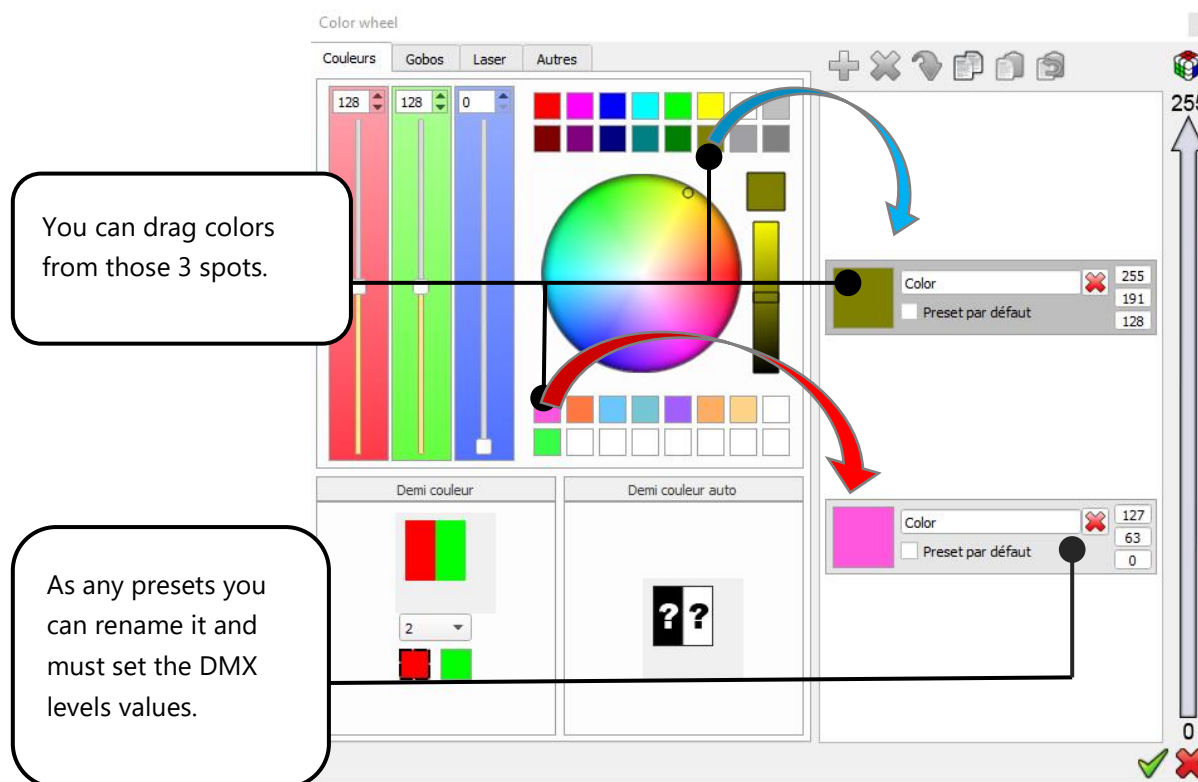 Color wheel
Couleurs Gobos Laser Autres
128 128 0
255
You can drag colors
from those 3 spots.
Color
255
191
128
Preset par défaut
Demi couleur
Demi couleur auto
Color
127
63
0
Preset par défaut
As any presets you
can rename it and
must set the DMX
levels values.
2
? ?
0